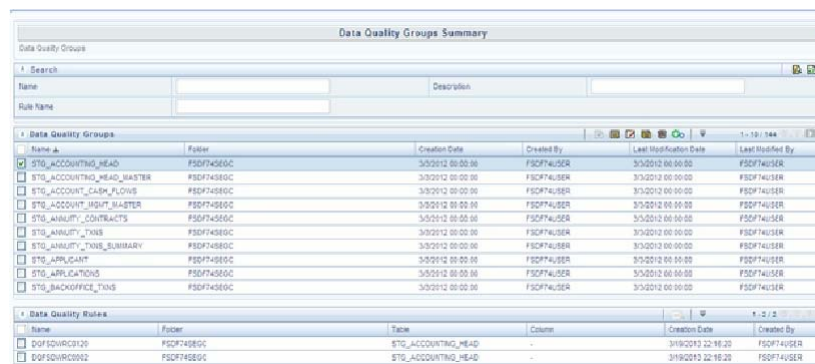 Data Quality Groups Summary
Data Quality Groups
Search
Name Description
Rule Name
Data Quality Groups 1 - 10 / 144
Name Folder Creation Date Created By Last Modification Date Last Modified By
STG_ACCOUNTING_HEAD FSDF74SEGC 3/3/2012 00:00:00 FSDF74USER 3/3/2012 00:00:00 FSDF74USER
STG_ACCOUNTING_HEAD_MASTER FSDF74SEGC 3/3/2012 00:00:00 FSDF74USER 3/3/2012 00:00:00 FSDF74USER
STG_ACCOUNT_CASH_FLOWS FSDF74SEGC 3/3/2012 00:00:00 FSDF74USER 3/3/2012 00:00:00 FSDF74USER
STG_ACCOUNT_MGMT_MASTER FSDF74SEGC 3/3/2012 00:00:00 FSDF74USER 3/3/2012 00:00:00 FSDF74USER
STG_ANNUITY_CONTRACTS FSDF74SEGC 3/3/2012 00:00:00 FSDF74USER 3/3/2012 00:00:00 FSDF74USER
STG_ANNUITY_TXNS FSDF74SEGC 3/3/2012 00:00:00 FSDF74USER 3/3/2012 00:00:00 FSDF74USER
STG_ANNUITY_TXNS_SUMMARY FSDF74SEGC 3/3/2012 00:00:00 FSDF74USER 3/3/2012 00:00:00 FSDF74USER
STG_APPLICANT FSDF74SEGC 3/3/2012 00:00:00 FSDF74USER 3/3/2012 00:00:00 FSDF74USER
STG_APPLICATIONS FSDF74SEGC 3/3/2012 00:00:00 FSDF74USER 3/3/2012 00:00:00 FSDF74USER
STG_BACKOFFICE_TXNS FSDF74SEGC 3/3/2012 00:00:00 FSDF74USER 3/3/2012 00:00:00 FSDF74USER
Data Quality Rules 1 - 2 / 2
Name Folder Table Column Creation Date Created By
DQFSDWRC0120 FSDF74SEGC STG_ACCOUNTING_HEAD - 3/19/2013 22:16:20 FSDF74USER
DQFSDWRC0002 FSDF74SEGC STG_ACCOUNTING_HEAD - 3/19/2013 22:16:20 FSDF74USER